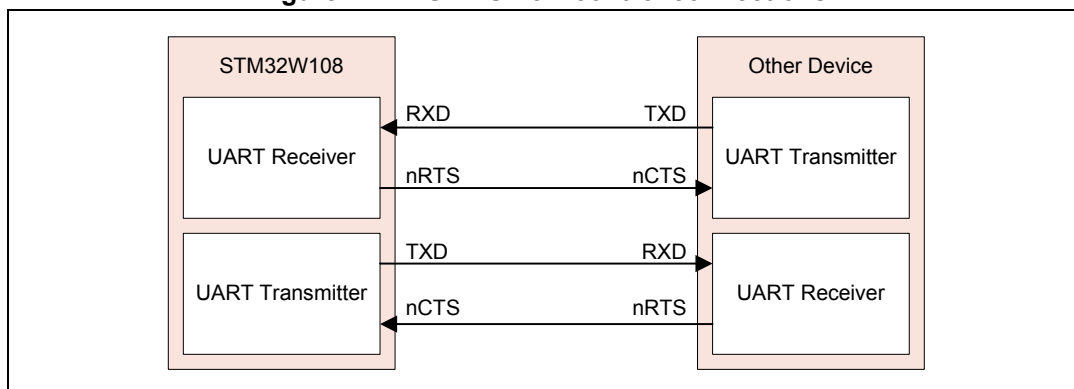 STM32W108
Other Device
RXD
TXD
UART Receiver
UART Transmitter
nRTS
nCTS
TXD
RXD
UART Transmitter
UART Receiver
nCTS
nRTS